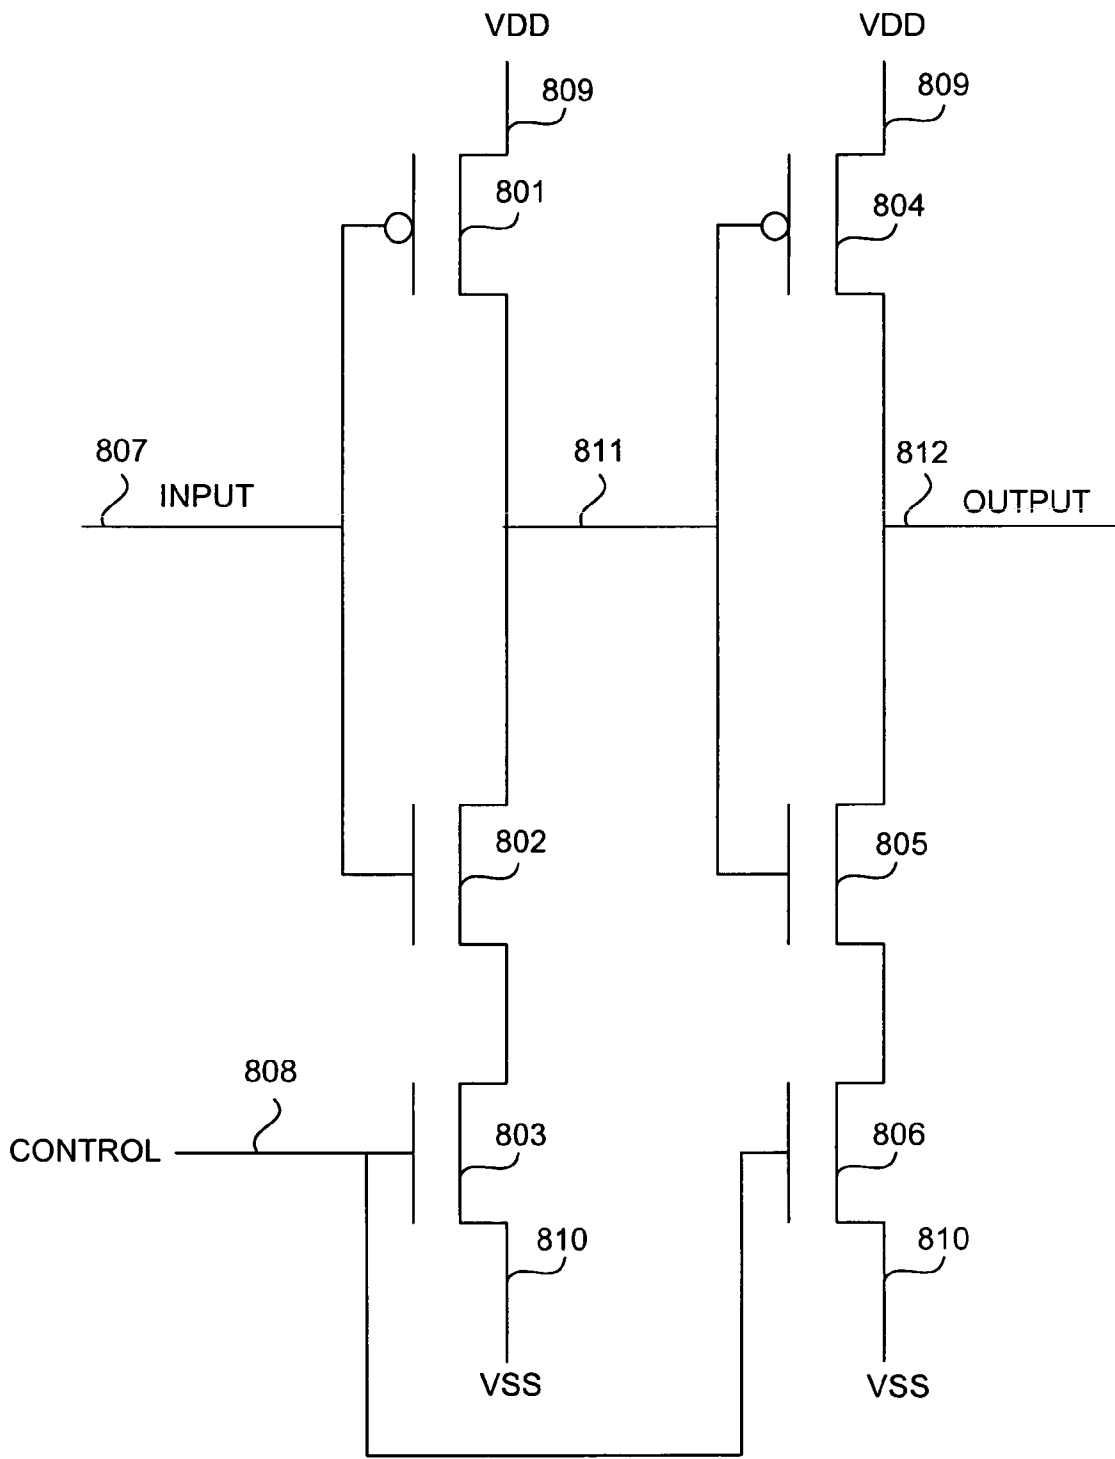 VDD VDD
809 809
801 804
807 811 812
INPUT OUTPUT
802 805
808
CONTROL 803 806
810 810
VSS VSS